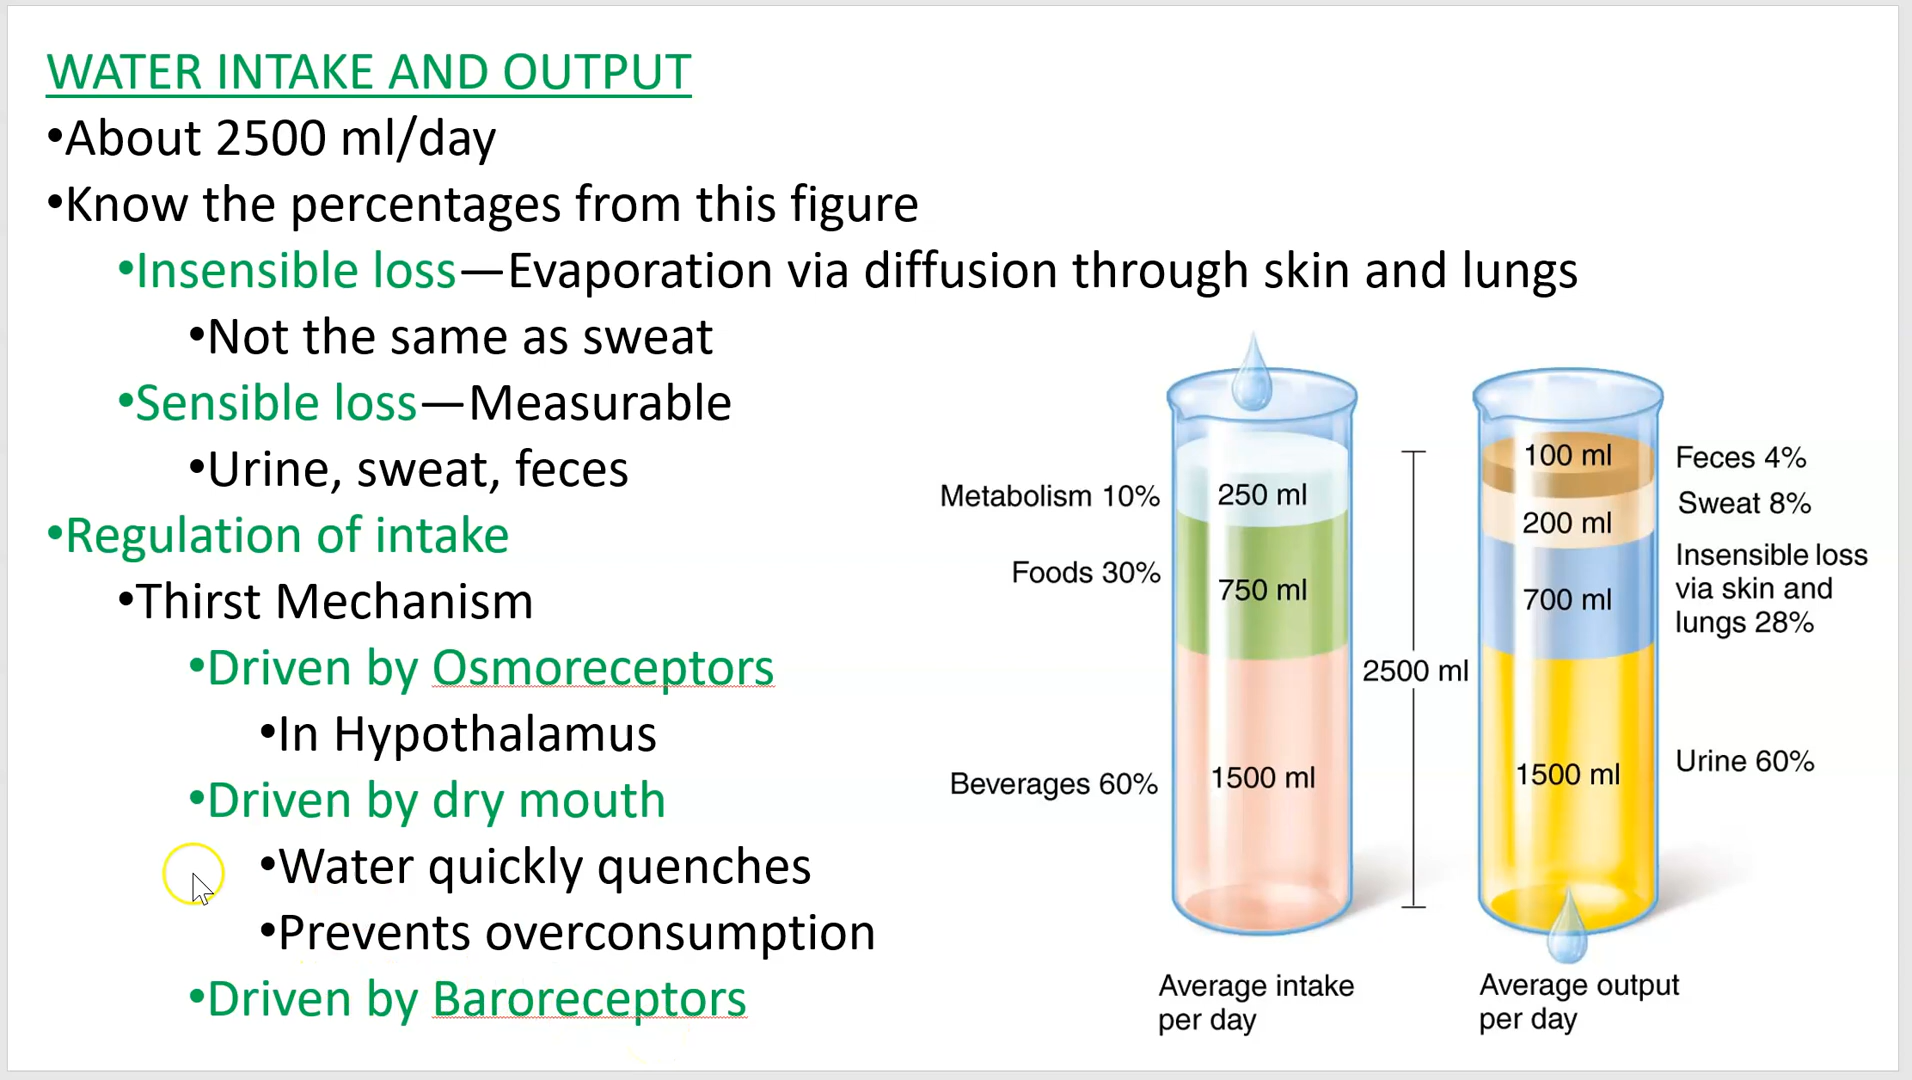 WATER INTAKE AND OUTPUT
•About 2500 ml/day
•Know the percentages from this figure
•Insensible loss—Evaporation via diffusion through skin and lungs
•Not the same as sweat
•Sensible loss—Measurable
•Urine, sweat, feces
•Regulation of intake
•Thirst Mechanism
•Driven by Osmoreceptors
•In Hypothalamus
•Driven by dry mouth
•Water quickly quenches
•Prevents overconsumption
•Driven by Baroreceptors
Metabolism 10%
250 ml
Foods 30%
750 ml
Beverages 60%
1500 ml
Average intake
per day
2500 ml
100 ml
Feces 4%
200 ml
Sweat 8%
700 ml
Insensible loss
via skin and
lungs 28%
1500 ml
Urine 60%
Average output
per day